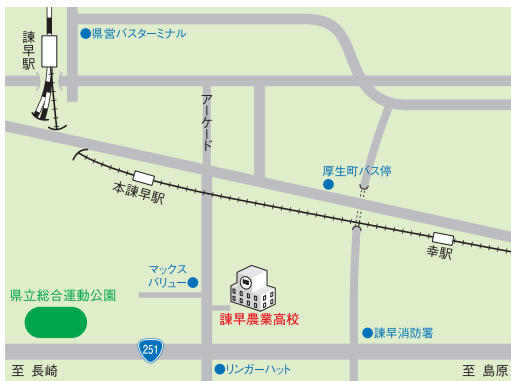 県営バスターミナル
諫早駅
アーケード
厚生町バス停
本諫早駅
幸駅
マックス
バリュー
県立総合運動公園
諫早農業高校
諫早消防署
251
リンガーハット
至 長崎
至 島原